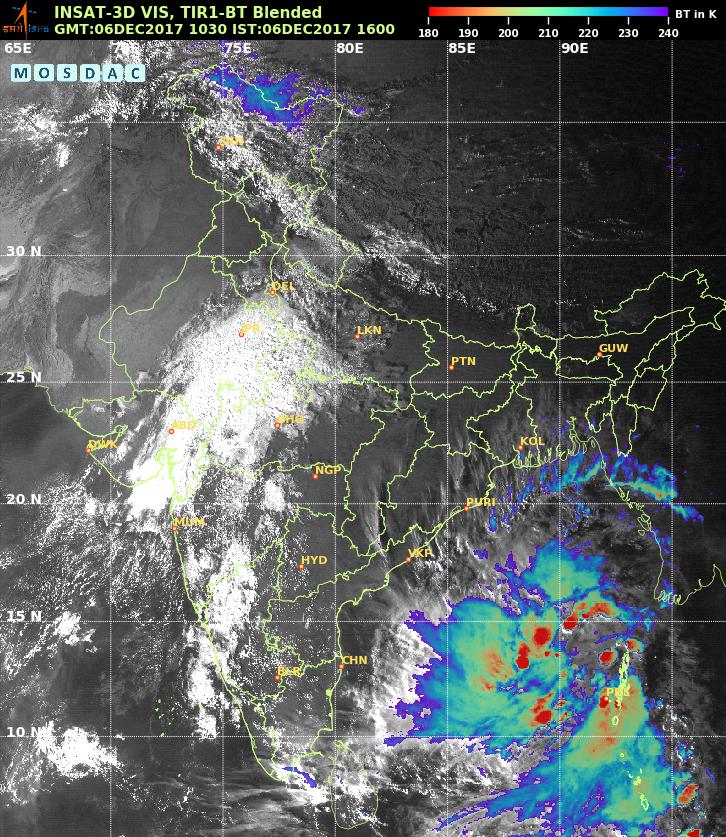 INSAT-3D VIS, TIR1-BT Blended
GMT:06DEC2017 1030 IST:06DEC2017 1600
BT in K
180 190 200 210 220 230 240
65E 75E 80E 85E 90E
MOSDAC
30 N
DEL
LKN
GUW
PTN
25 N
ABD
DWK
KOL
NGP
20 N
PURI
MUM
VKP
HYD
15 N
CHN
BLR
10 N